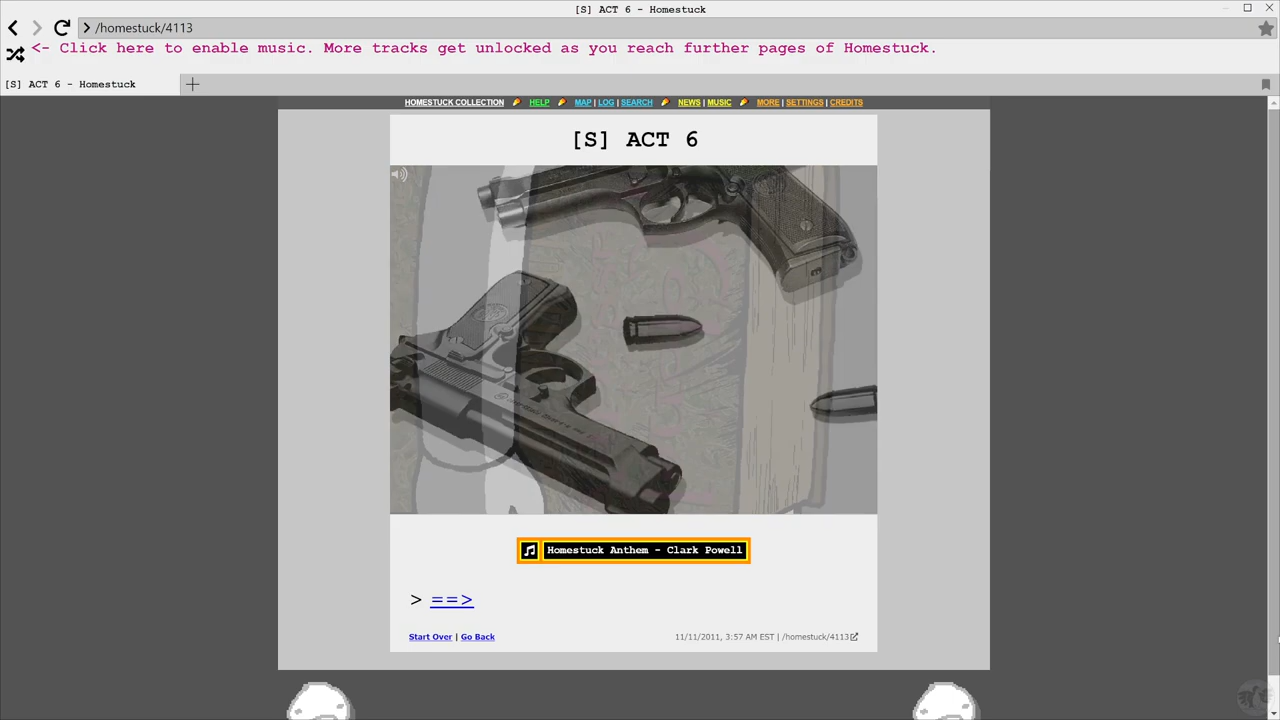 [S] ACT 6 - Homestuck
/homestuck/4113
<- Click here to enable music. More tracks get unlocked as you reach further pages of Homestuck.
[S] ACT 6 - Homestuck
HOMESTUCK COLLECTION HELP MAP | LOG | SEARCH NEWS | MUSIC MORE | SETTINGS | CREDITS
[S] ACT 6
Homestuck Anthem - Clark Powell
> ==>
Start Over | Go Back
11/11/2011, 3:57 AM EST | /homestuck/4113